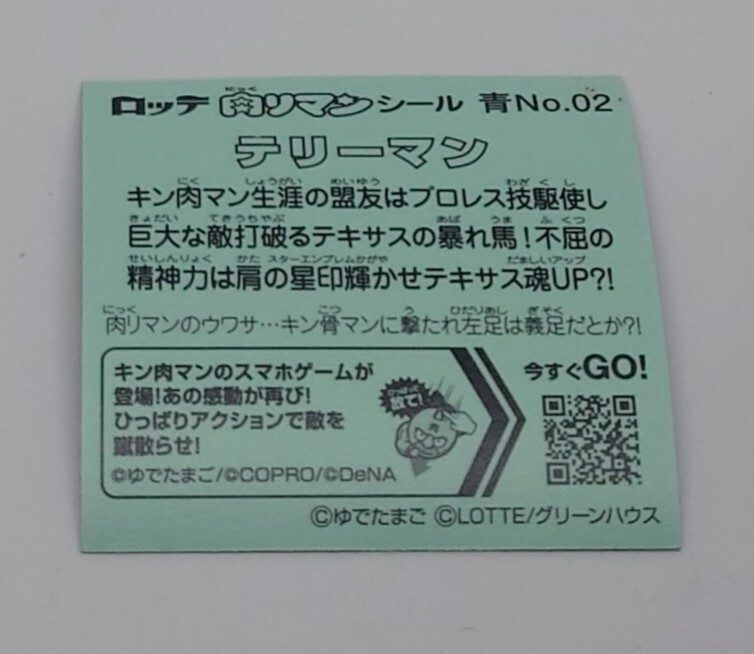 ロッテ 肉リマンシール 青No.02
テリーマン
キン肉マン生涯の盟友はプロレス技駆使し
巨大な敵打破るテキサスの暴れ馬!不屈の
精神力は肩の星印輝かせテキサス魂UP?!
肉リマンのウワサ…キン骨マンに撃たれ左足は義足だとか?!
キン肉マンのスマホゲームが
登場!あの感動が再び!
ひっぱりアクションで敵を
蹴散らせ!
©ゆでたまご/©COPRO/©DeNA
今すぐGO!
©ゆでたまご ©LOTTE/グリーンハウス